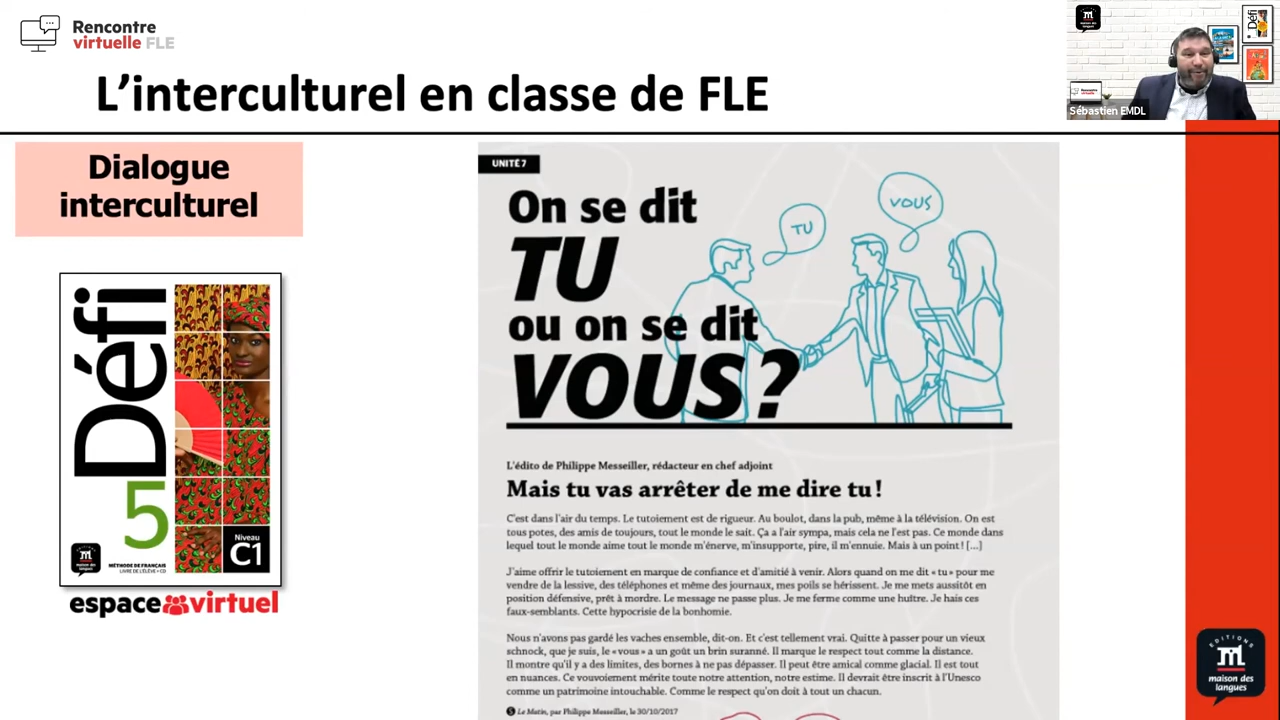 Rencontre
virtuelle FLE
L'interculturel en classe de FLE
maison des
langues
Défi
Rencontre
virtuelle
Sébastien EMDL
Dialogue
interculturel
Défi
5
Niveau
C1
maison des
langues
MÉTHODE DE FRANÇAIS
LIVRE DE L'ÉLÈVE + CD
espace virtuel
UNITÉ 7
On se dit
TU
ou on se dit
VOUS ?
TU
VOUS
L'édito de Philippe Messeiller, rédacteur en chef adjoint
Mais tu vas arrêter de me dire tu !
C'est dans l'air du temps. Le tutoiement est de rigueur. Au boulot, dans la pub, même à la télévision. On est
tous potes, des amis de toujours, tout le monde le sait. Ça a l'air sympa, mais cela ne l'est pas. Ce monde dans
lequel tout le monde aime tout le monde m'énerve, m'insupporte, pire, il m'ennuie. Mais à un point ! [...]
J'aime offrir le tutoiement en marque de confiance et d'amitié à venir. Alors quand on me dit « tu » pour me
vendre de la lessive, des téléphones et même des journaux, mes poils se hérissent. Je me mets aussitôt en
position défensive, prêt à mordre. Le message ne passe plus. Je me ferme comme une huître. Je hais ces
faux-semblants. Cette hypocrisie de la bonhomie.
Nous n'avons pas gardé les vaches ensemble, dit-on. Et c'est tellement vrai. Quitte à passer pour un vieux
schnock, que je suis, le « vous » a un goût un brin suranné. Il marque le respect tout comme la distance.
Il montre qu'il y a des limites, des bornes à ne pas dépasser. Il peut être amical comme glacial. Il est tout
en nuances. Ce vouvoiement mérite toute notre attention, notre estime. Il devrait être inscrit à l'Unesco
comme un patrimoine intouchable. Comme le respect qu'on doit à tout un chacun.
Le Matin, par Philippe Messeiller, le 30/10/2017
EDITIONS
maison des
langues